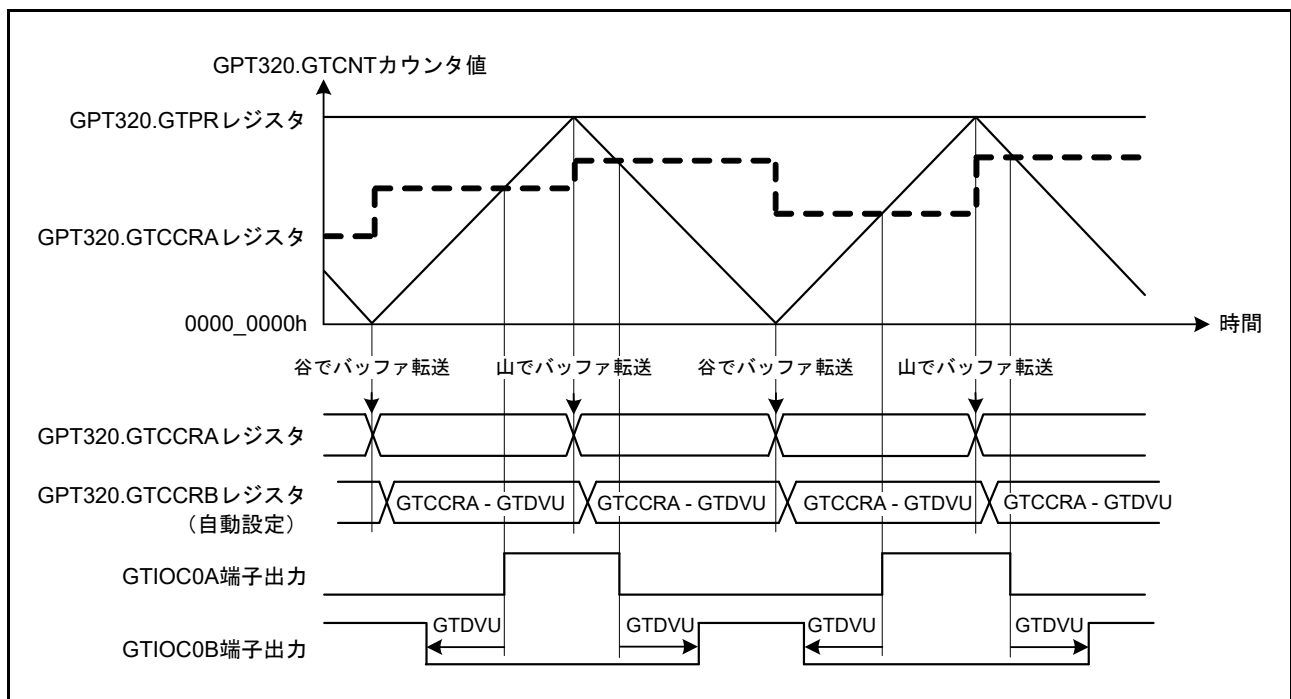 GPT320.GTCNTカウンタ値
GPT320.GTPRレジスタ
GPT320.GTCCRAレジスタ
0000_0000h
時間
谷でバッファ転送 山でバッファ転送 谷でバッファ転送 山でバッファ転送
GPT320.GTCCRAレジスタ
GPT320.GTCCRBレジスタ
（自動設定）
GTCCRA - GTDVU GTCCRA - GTDVU GTCCRA - GTDVU GTCCRA - GTDVU
GTIOC0A端子出力
GTDVU GTDVU GTDVU GTDVU
GTIOC0B端子出力